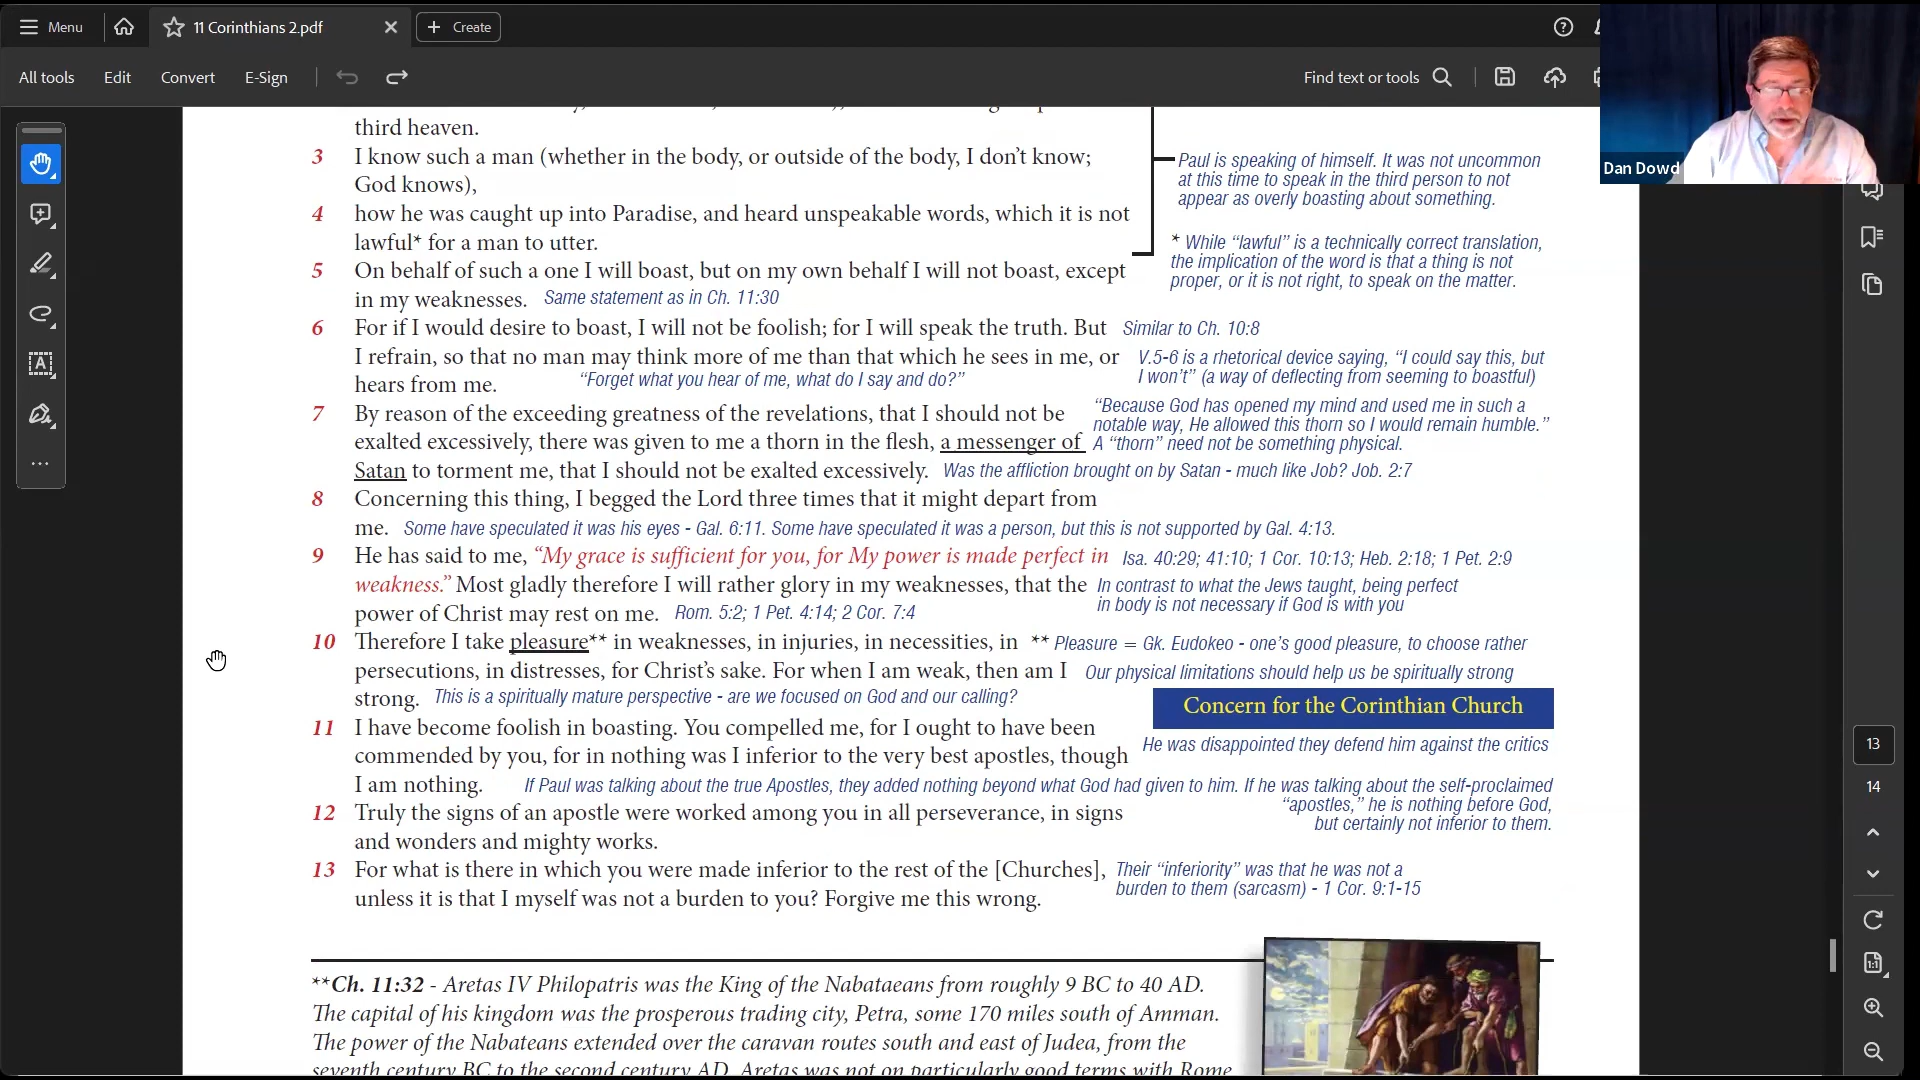 Menu
11 Corinthians 2.pdf
Create
All tools
Edit
Convert
E-Sign
Find text or tools
Dan Dowd
third heaven.
3 I know such a man (whether in the body, or outside of the body, I don’t know;
God knows),
Paul is speaking of himself. It was not uncommon
at this time to speak in the third person to not
appear as overly boasting about something.
4 how he was caught up into Paradise, and heard unspeakable words, which it is not
lawful* for a man to utter.
* While “lawful” is a technically correct translation,
the implication of the word is that a thing is not
proper, or it is not right, to speak on the matter.
5 On behalf of such a one I will boast, but on my own behalf I will not boast, except
in my weaknesses. Same statement as in Ch. 11:30
6 For if I would desire to boast, I will not be foolish; for I will speak the truth. But Similar to Ch. 10:8
I refrain, so that no man may think more of me than that which he sees in me, or
hears from me. “Forget what you hear of me, what do I say and do?”
V.5-6 is a rhetorical device saying, “I could say this, but
I won’t” (a way of deflecting from seeming to boastful)
7 By reason of the exceeding greatness of the revelations, that I should not be
exalted excessively, there was given to me a thorn in the flesh, a messenger of
Satan to torment me, that I should not be exalted excessively. Was the affliction brought on by Satan - much like Job? Job. 2:7
“Because God has opened my mind and used me in such a
notable way, He allowed this thorn so I would remain humble.”
A “thorn” need not be something physical.
8 Concerning this thing, I begged the Lord three times that it might depart from
me. Some have speculated it was his eyes - Gal. 6:11. Some have speculated it was a person, but this is not supported by Gal. 4:13.
9 He has said to me, “My grace is sufficient for you, for My power is made perfect in Isa. 40:29; 41:10; 1 Cor. 10:13; Heb. 2:18; 1 Pet. 2:9
weakness.” Most gladly therefore I will rather glory in my weaknesses, that the
power of Christ may rest on me. Rom. 5:2; 1 Pet. 4:14; 2 Cor. 7:4
In contrast to what the Jews taught, being perfect
in body is not necessary if God is with you
10 Therefore I take pleasure** in weaknesses, in injuries, in necessities, in ** Pleasure = Gk. Eudokeo - one’s good pleasure, to choose rather
persecutions, in distresses, for Christ’s sake. For when I am weak, then am I Our physical limitations should help us be spiritually strong
strong. This is a spiritually mature perspective - are we focused on God and our calling?
Concern for the Corinthian Church
11 I have become foolish in boasting. You compelled me, for I ought to have been
commended by you, for in nothing was I inferior to the very best apostles, though He was disappointed they defend him against the critics
I am nothing. If Paul was talking about the true Apostles, they added nothing beyond what God had given to him. If he was talking about the self-proclaimed
“apostles,” he is nothing before God,
but certainly not inferior to them.
12 Truly the signs of an apostle were worked among you in all perseverance, in signs
and wonders and mighty works.
13 For what is there in which you were made inferior to the rest of the [Churches],
unless it is that I myself was not a burden to you? Forgive me this wrong.
Their “inferiority” was that he was not a
burden to them (sarcasm) - 1 Cor. 9:1-15
**Ch. 11:32 - Aretas IV Philopatris was the King of the Nabataeans from roughly 9 BC to 40 AD.
The capital of his kingdom was the prosperous trading city, Petra, some 170 miles south of Amman.
The power of the Nabateans extended over the caravan routes south and east of Judea, from the
seventh century BC to the second century AD. Aretas was not on particularly good terms with Rome
13
14
1:1